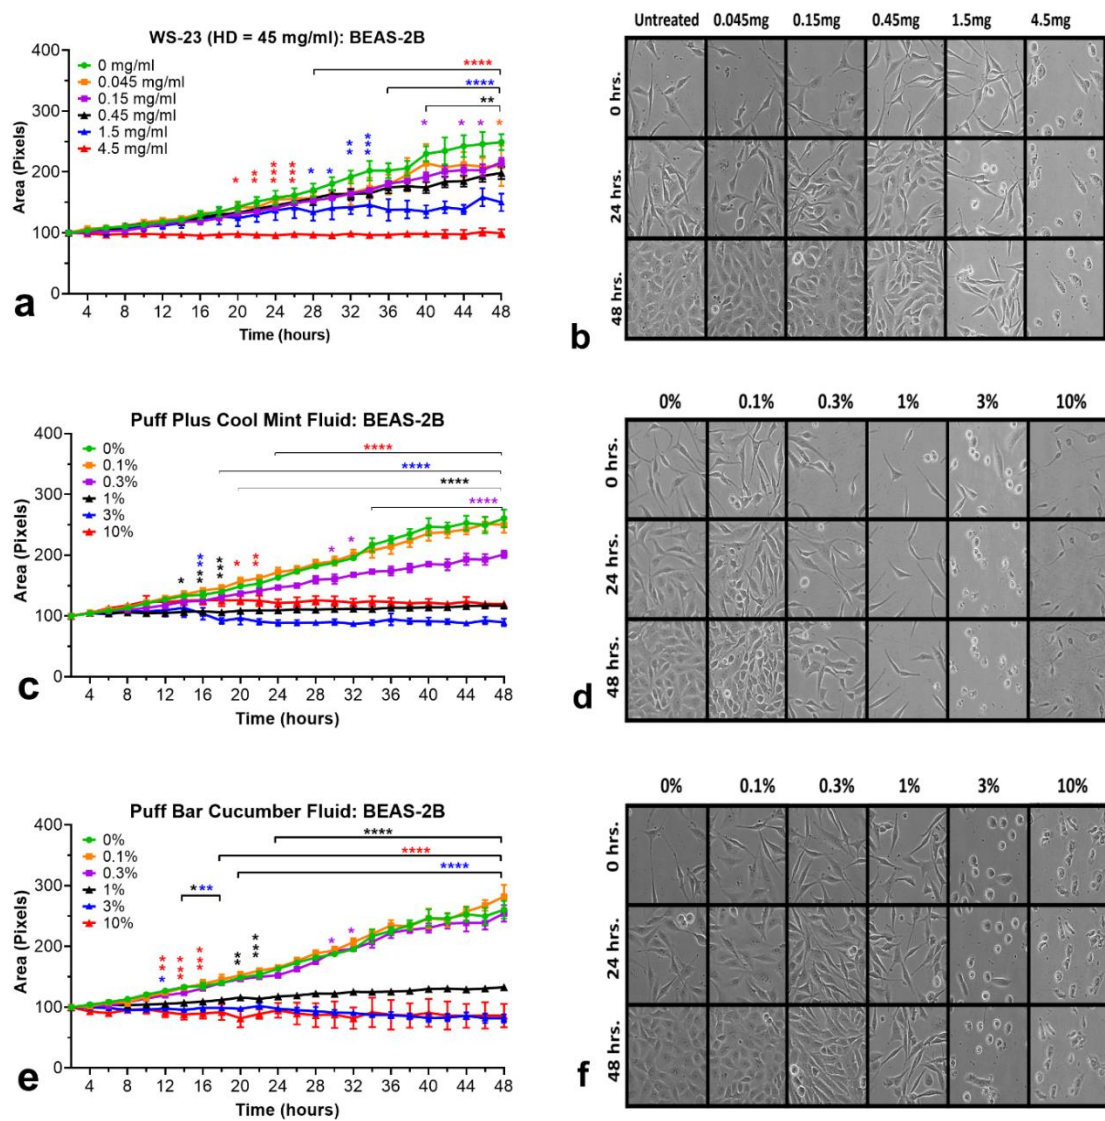 WS-23 (HD = 45 mg/ml): BEAS-2B
400
300
200
100
0
Area (Pixels)
0 mg/ml
0.045 mg/ml
0.15 mg/ml
0.45 mg/ml
1.5 mg/ml
4.5 mg/ml
****
****
**
* * * *
* ** *** *** * * ** ***
4 8 12 16 20 24 28 32 36 40 44 48
Time (hours)
a
Untreated 0.045mg 0.15mg 0.45mg 1.5mg 4.5mg
0 hrs.
24 hrs.
48 hrs.
b
Puff Plus Cool Mint Fluid: BEAS-2B
400
300
200
100
0
Area (Pixels)
0%
0.1%
0.3%
1%
3%
10%
****
****
****
****
* *
* **** *** * **
4 8 12 16 20 24 28 32 36 40 44 48
Time (hours)
c
0% 0.1% 0.3% 1% 3% 10%
0 hrs.
24 hrs.
48 hrs.
d
Puff Bar Cucumber Fluid: BEAS-2B
400
300
200
100
0
Area (Pixels)
0%
0.1%
0.3%
1%
3%
10%
****
****
****
***
* *
*** *** *** ** ***
4 8 12 16 20 24 28 32 36 40 44 48
Time (hours)
e
0% 0.1% 0.3% 1% 3% 10%
0 hrs.
24 hrs.
48 hrs.
f